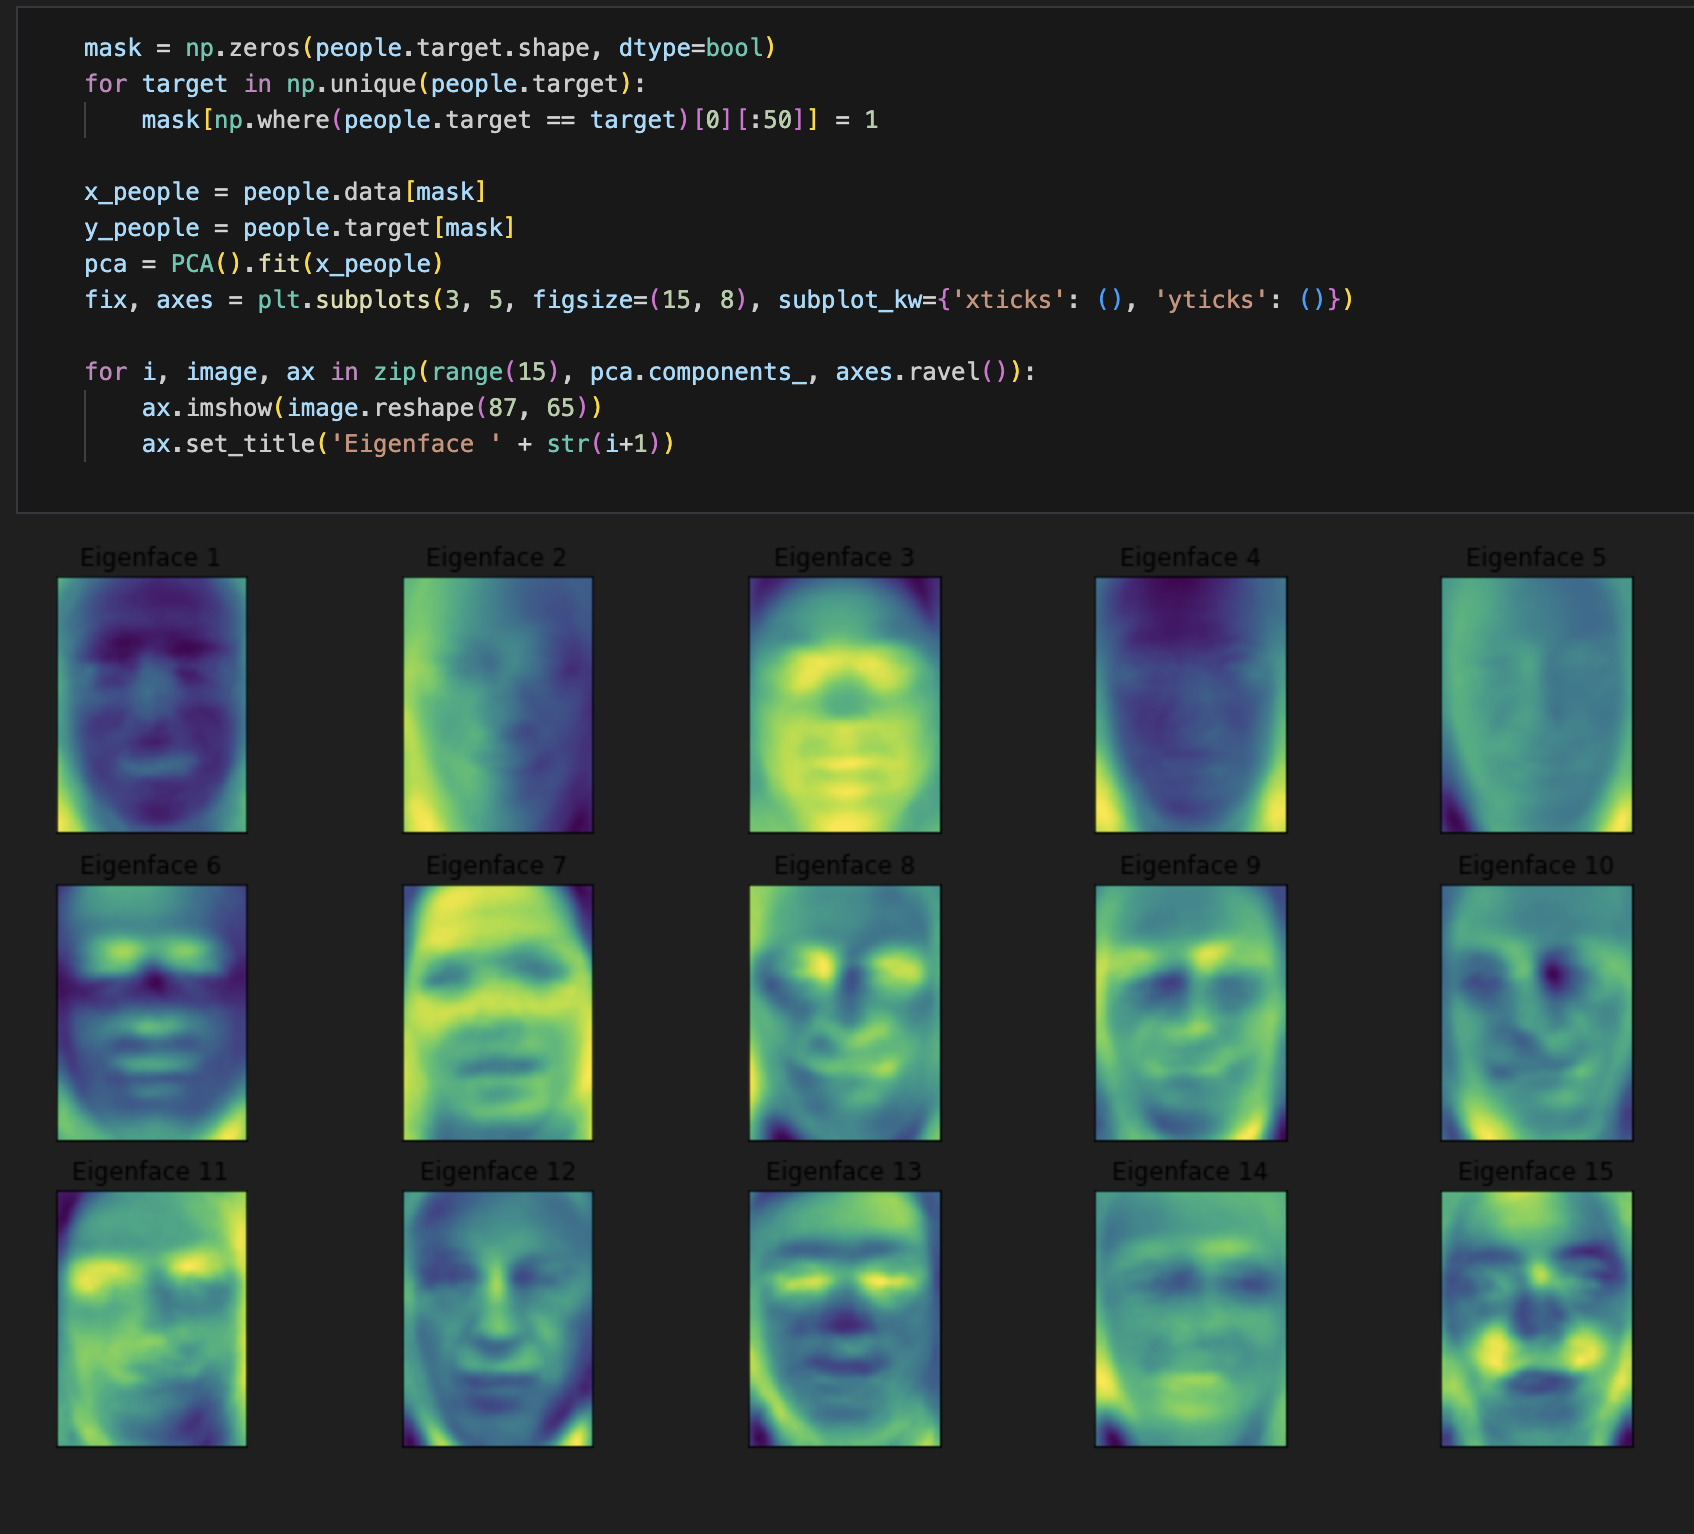 mask = np.zeros(people.target.shape, dtype=bool)
for target in np.unique(people.target):
    mask[np.where(people.target == target)[0][:50]] = 1
x_people = people.data[mask]
y_people = people.target[mask]
pca = PCA().fit(x_people)
fix, axes = plt.subplots(3, 5, figsize=(15, 8), subplot_kw={'xticks': (), 'yticks': ()})
for i, image, ax in zip(range(15), pca.components_, axes.ravel()):
    ax.imshow(image.reshape(87, 65))
    ax.set_title('Eigenface ' + str(i+1))
Eigenface 1
Eigenface 2
Eigenface 3
Eigenface 4
Eigenface 5
Eigenface 6
Eigenface 7
Eigenface 8
Eigenface 9
Eigenface 10
Eigenface 11
Eigenface 12
Eigenface 13
Eigenface 14
Eigenface 15